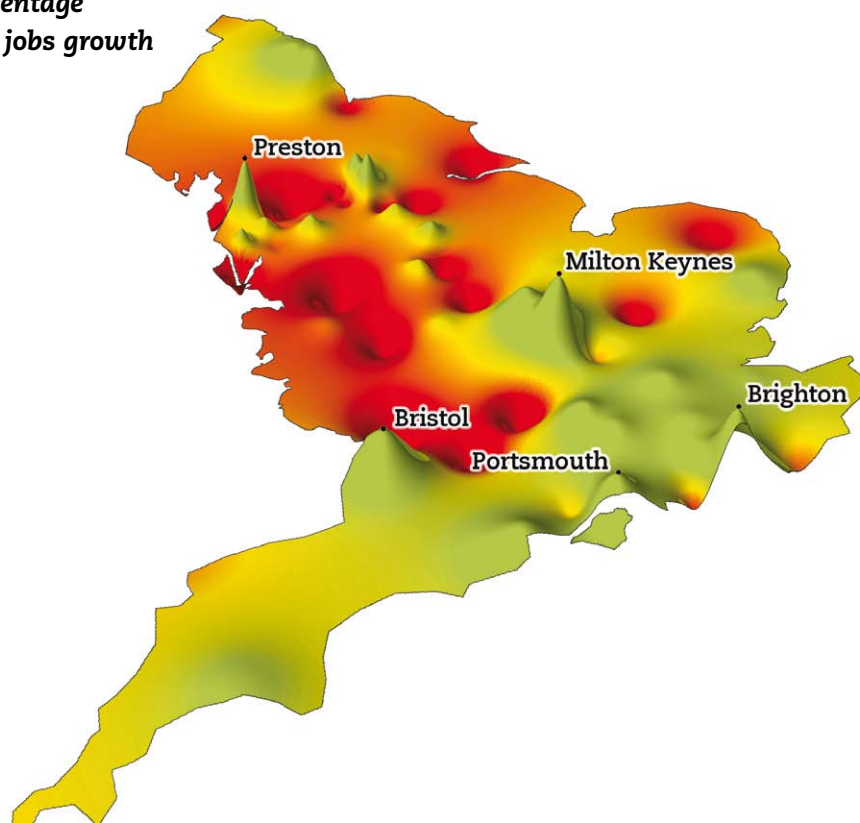 entage
jobs growth
Preston
Milton Keynes
Brighton
Bristol
Portsmouth